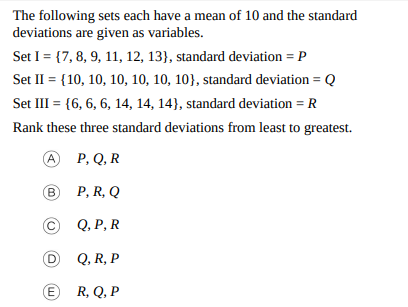 The following sets each have a mean of 10 and the standard
deviations are given as variables.
Set I = {7, 8, 9, 11, 12, 13}, standard deviation = P
Set II = {10, 10, 10, 10, 10, 10}, standard deviation = Q
Set III = {6, 6, 6, 14, 14, 14}, standard deviation = R
Rank these three standard deviations from least to greatest.
A P, Q, R
B P, R, Q
C Q, P, R
D Q, R, P
E R, Q, P